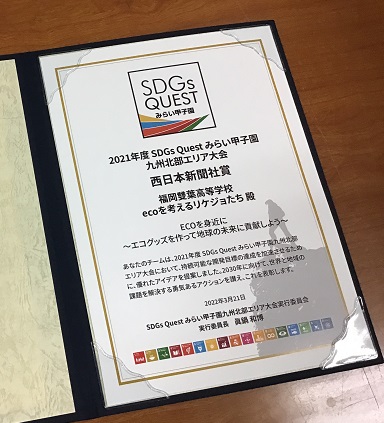 SDGs
QUEST
みらい甲子園
2021年度 SDGs Quest みらい甲子園
九州北部エリア大会
西日本新聞社賞
福岡雙葉高等学校
ecoを考えるリケジョたち 殿
ECOを身近に
～エコグッズを作って地球の未来に貢献しよう～
あなたのチームは、2021年度 SDGs Quest みらい甲子園九州北部
エリア大会において、持続可能な開発目標の達成を加速させるため
に、優れたアイデアを提案しました。2030年に向けて、世界と地域の
課題を解決する勇気あるアクションを讃え、これを表彰します。
2022年3月21日
SDGs Quest みらい甲子園九州北部エリア大会実行委員会
実行委員長 眞鍋 和博